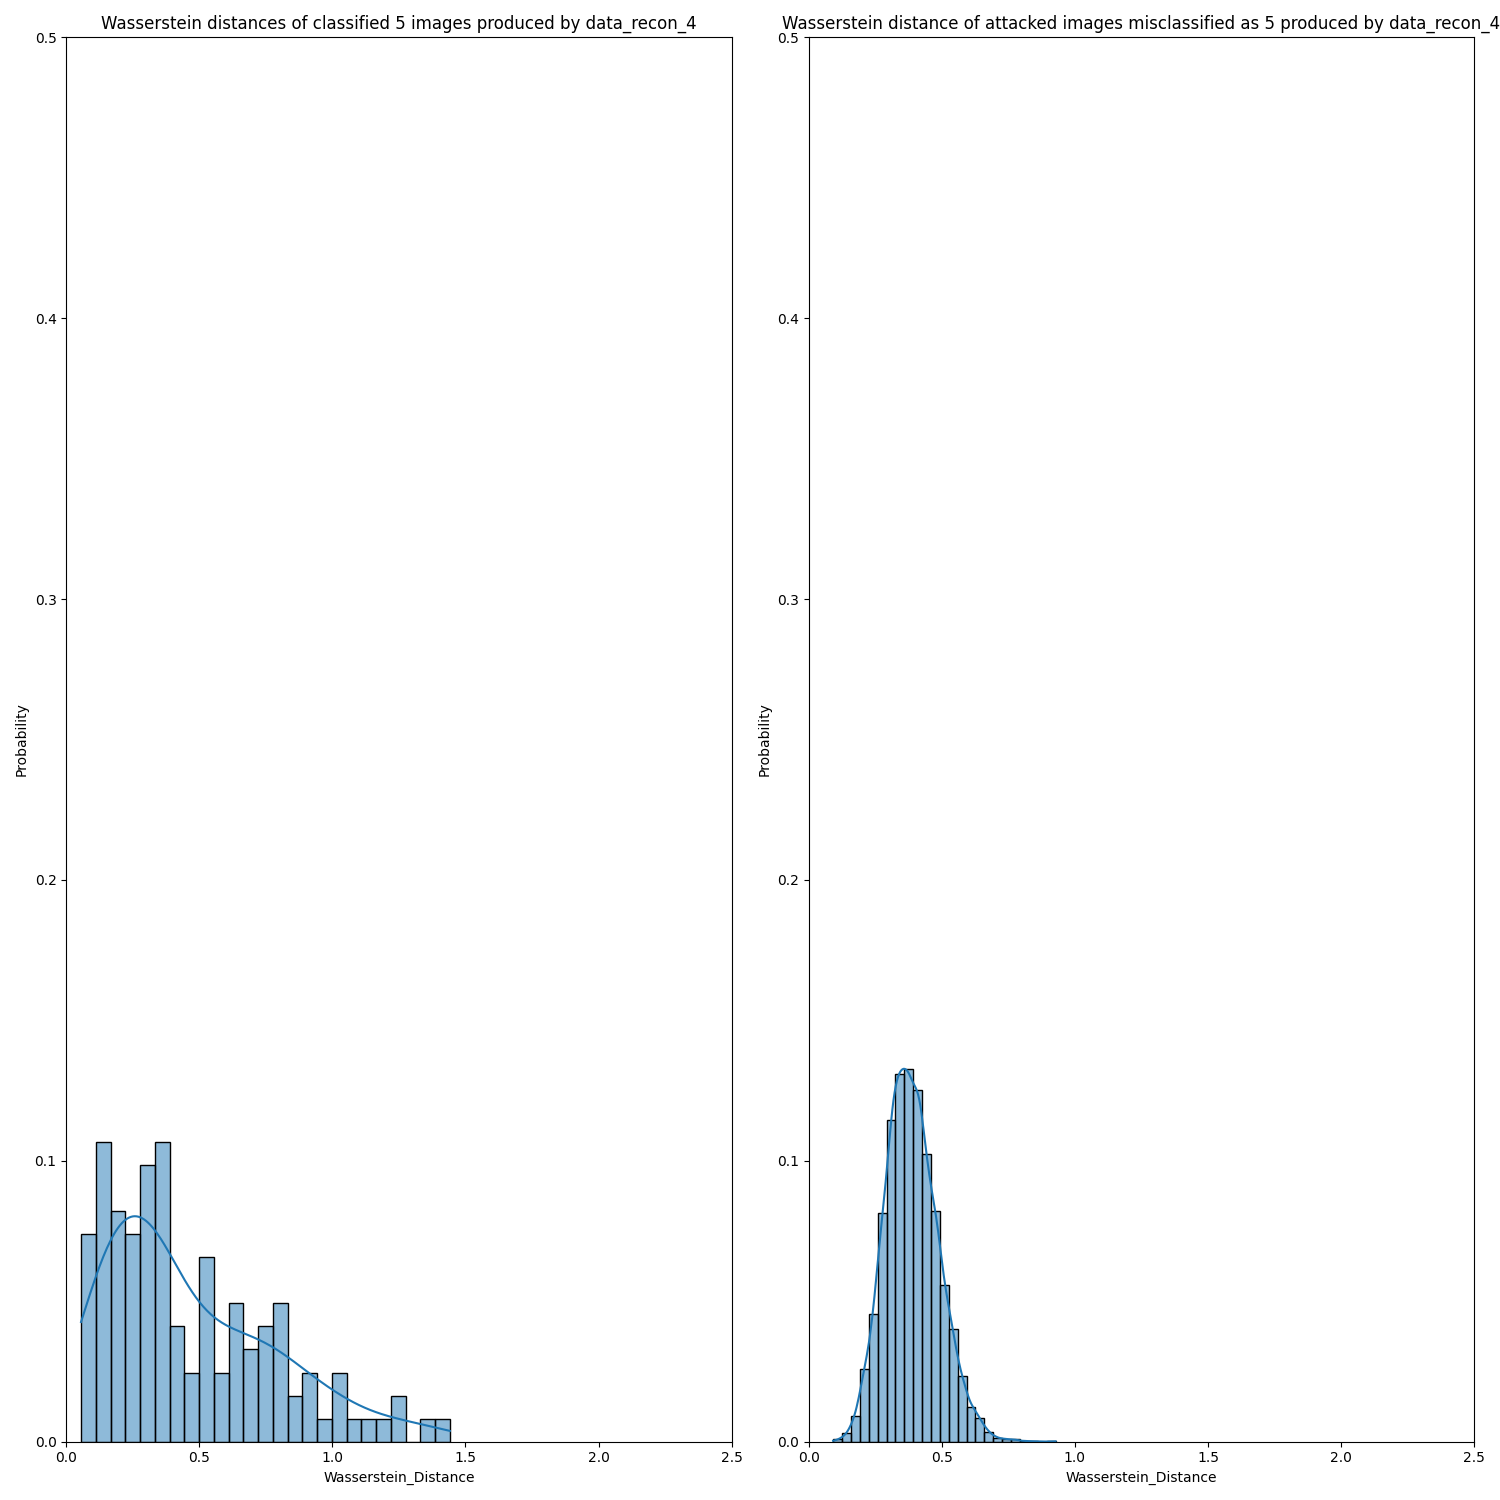 Wasserstein distances of classified 5 images produced by data_recon_4
0.5
0.4
0.3
0.2
0.1
0.0
Probability
0.0 0.5 1.0 1.5 2.0 2.5
Wasserstein_Distance
Wasserstein distance of attacked images misclassified as 5 produced by data_recon_4
0.5
0.4
0.3
0.2
0.1
0.0
Probability
0.0 0.5 1.0 1.5 2.0 2.5
Wasserstein_Distance